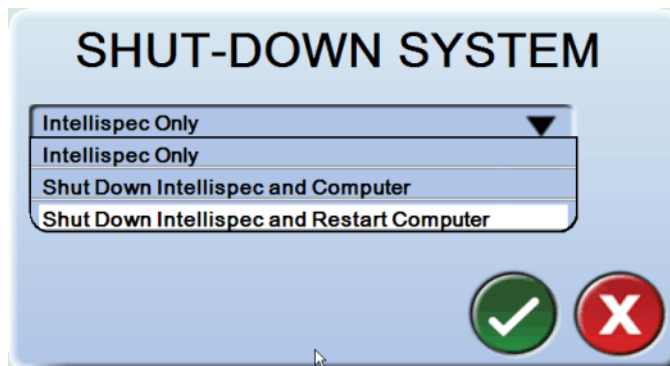 SHUT-DOWN SYSTEM
Intellispec Only
Intellispec Only
Shut Down Intellispec and Computer
Shut Down Intellispec and Restart Computer